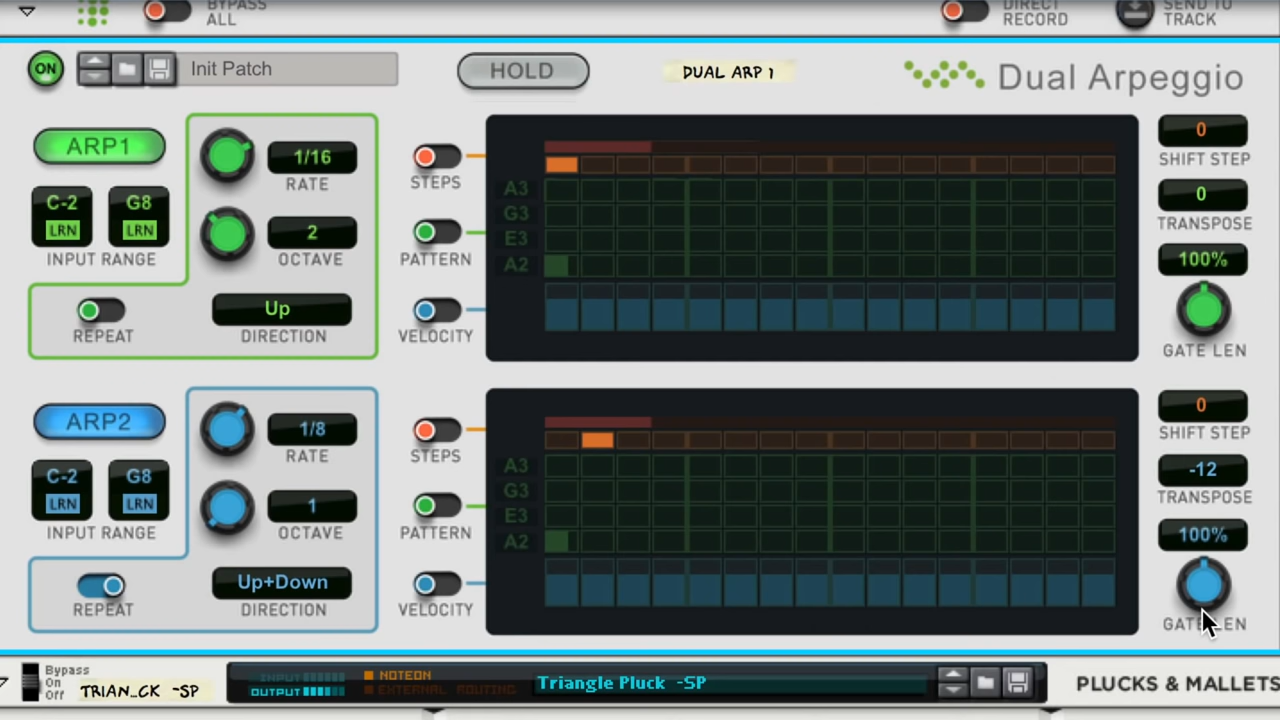 BYPASS ALL
DIRECT RECORD
SEND TO TRACK
ON
Init Patch
HOLD
DUAL ARP 1
Dual Arpeggio
ARP1
C-2
LRN
G8
LRN
INPUT RANGE
REPEAT
1/16
RATE
2
OCTAVE
Up
DIRECTION
STEPS
PATTERN
VELOCITY
A3
G3
E3
A2
0
SHIFT STEP
0
TRANSPOSE
100%
GATE LEN
ARP2
C-2
LRN
G8
LRN
INPUT RANGE
REPEAT
1/8
RATE
1
OCTAVE
Up+Down
DIRECTION
STEPS
PATTERN
VELOCITY
A3
G3
E3
A2
0
SHIFT STEP
-12
TRANSPOSE
100%
GATE LEN
Bypass
On
Off
TRIAN_CK -SP
INPUT
OUTPUT
NOTEON
EXTERNAL ROUTING
Triangle Pluck -SP
PLUCKS & MALLETS